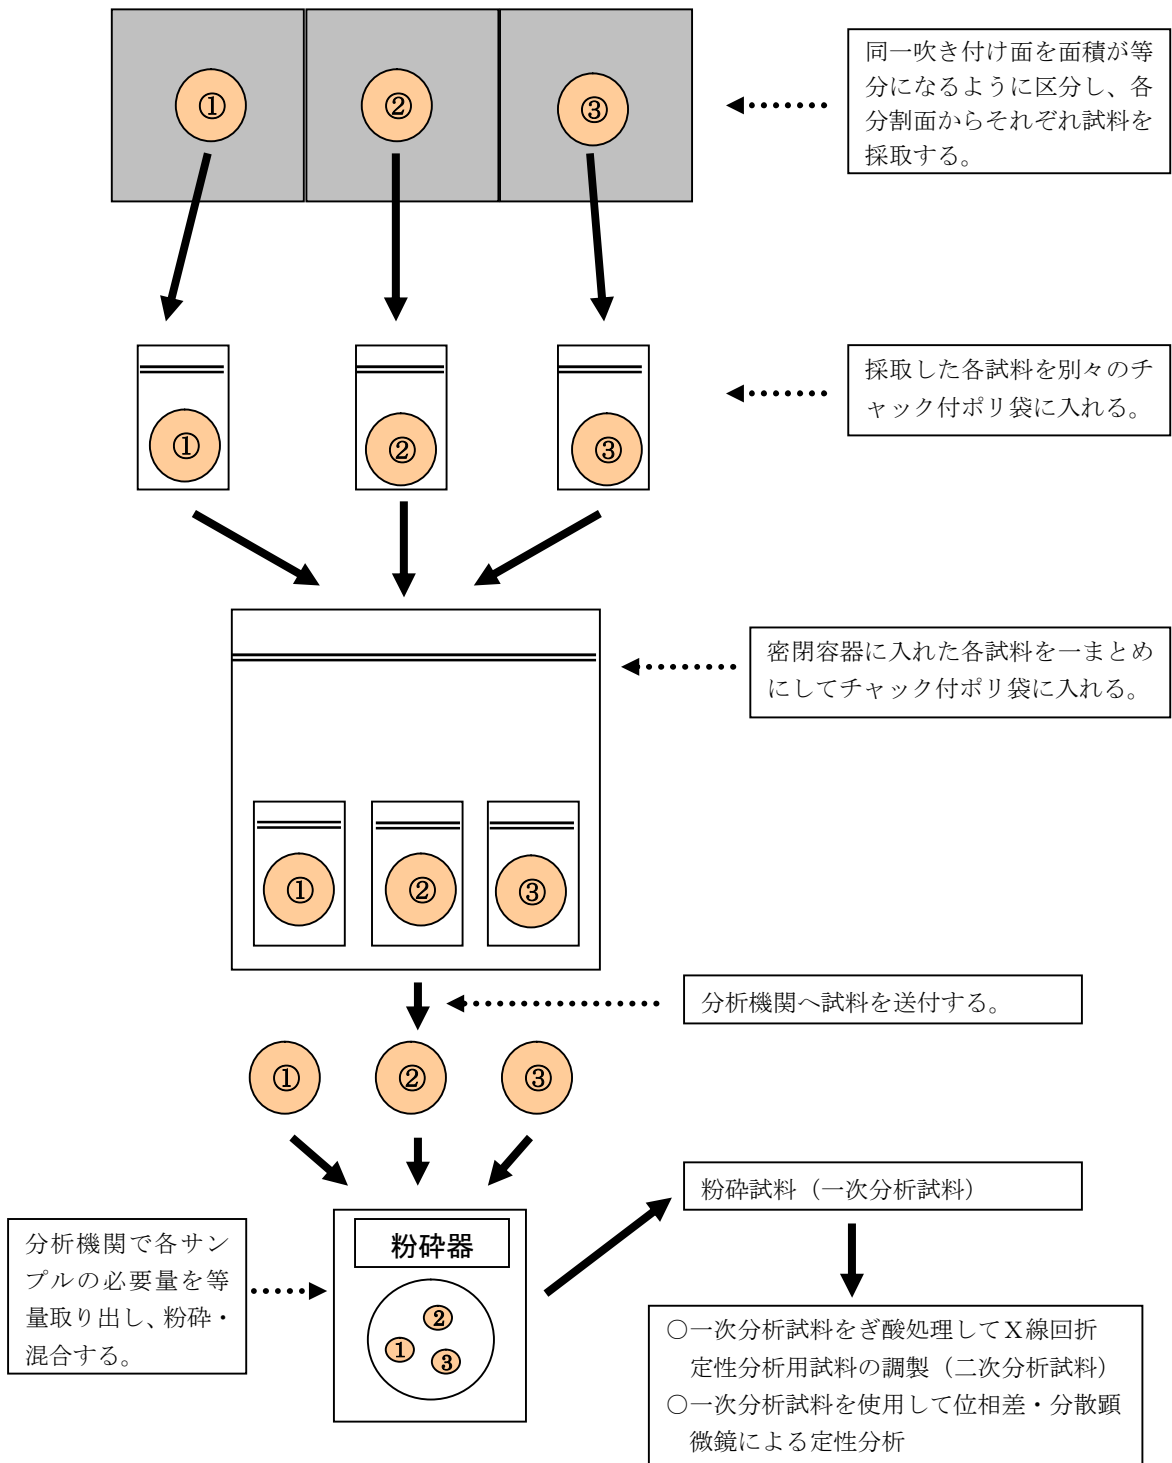 ①
②
③
同一吹き付け面を面積が等
分になるように区分し、各
分割面からそれぞれ試料を
採取する。
①
②
③
採取した各試料を別々のチ
ャック付ポリ袋に入れる。
密閉容器に入れた各試料を一まとめ
にしてチャック付ポリ袋に入れる。
①
②
③
分析機関へ試料を送付する。
①
②
③
粉砕試料（一次分析試料）
分析機関で各サン
プルの必要量を等
量取り出し、粉砕・
混合する。
粉砕器
②
①
③
○一次分析試料をぎ酸処理してＸ線回折
定性分析用試料の調製（二次分析試料）
○一次分析試料を使用して位相差・分散顕
微鏡による定性分析